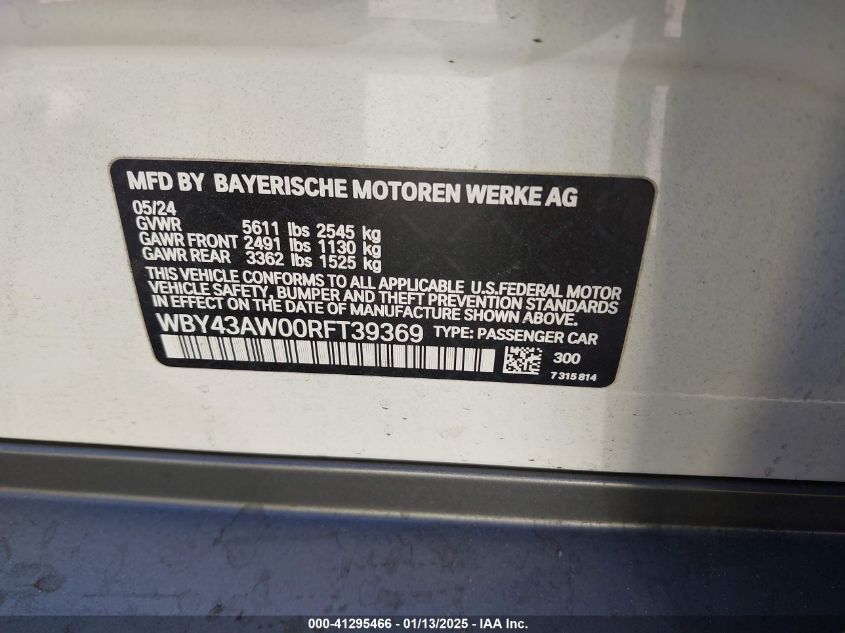 MFD BY BAYERISCHE MOTOREN WERKE AG
05/24
GVWR 5611 lbs 2545 kg
GAWR FRONT 2491 lbs 1130 kg
GAWR REAR 3362 lbs 1525 kg
THIS VEHICLE CONFORMS TO ALL APPLICABLE U.S.FEDERAL MOTOR
VEHICLE SAFETY, BUMPER AND THEFT PREVENTION STANDARDS
IN EFFECT ON THE DATE OF MANUFACTURE SHOWN ABOVE.
WBY43AW00RFT39369 TYPE: PASSENGER CAR
300
7 315 814
000-41295466 - 01/13/2025 - IAA Inc.